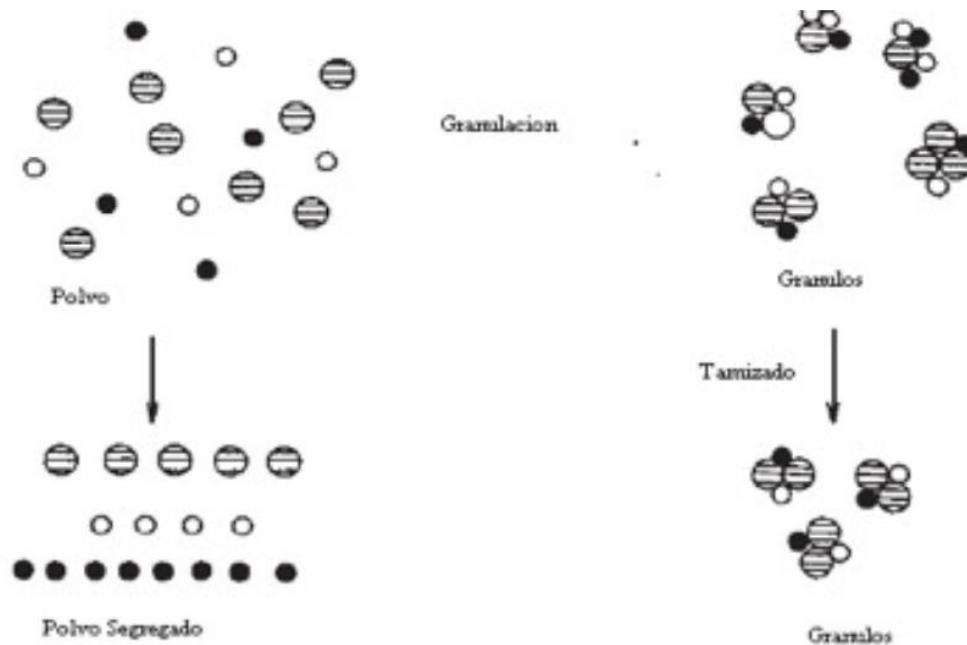 Granulacion
Polvo
Granulos
Tamizado
Polvo Segregado
Granulos